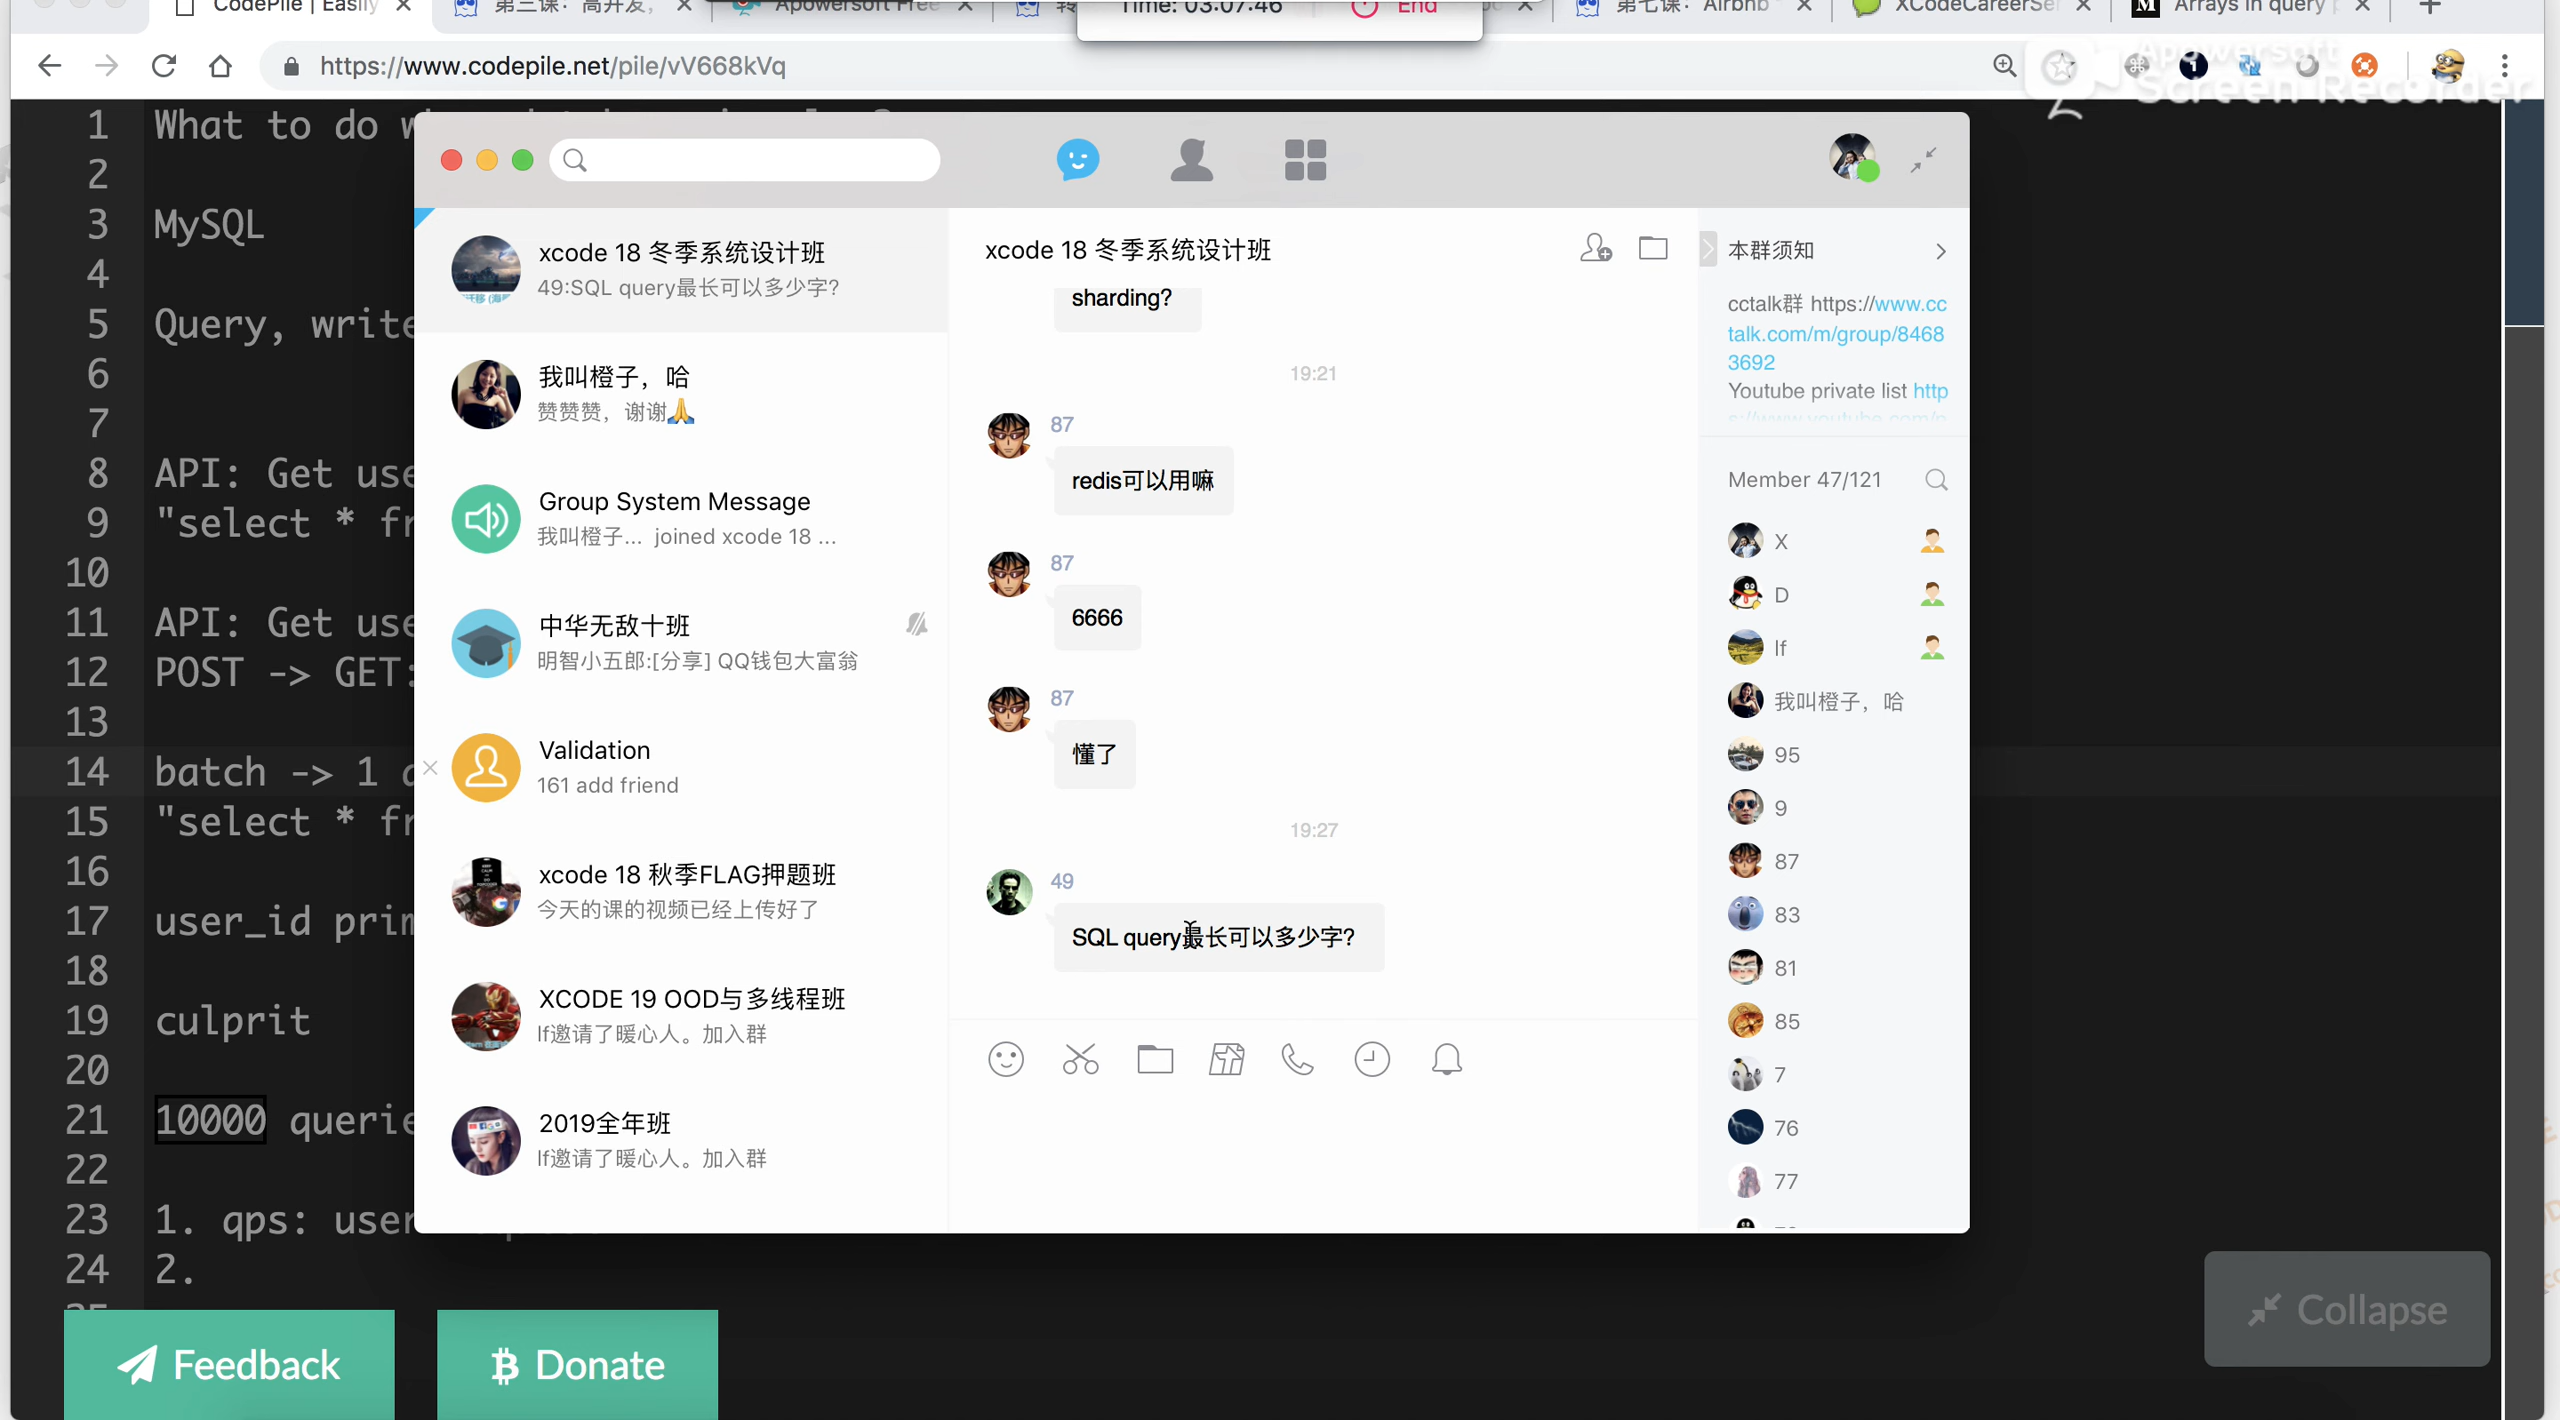 CodePile | Easily
第三课：高并发，
Apowersoft Free
Time: 03:07:46
End
第七课：Airbnb
XCodeCareerSer
Arrays in query p
https://www.codepile.net/pile/vV668kVq
Apowersoft
Screen Recorder
1 What to do w
2
3 MySQL
4
5 Query, write
6
7
8 API: Get use
9 "select * fr
10
11 API: Get use
12 POST -> GET:
13
14 batch -> 1
15 "select * fr
16
17 user_id prim
18
19 culprit
20
21 10000 querie
22
23 1. qps: user
24 2.
Feedback
Donate
Collapse
xcode 18 冬季系统设计班
49:SQL query最长可以多少字?
我叫橙子，哈
赞赞赞，谢谢🙏
Group System Message
我叫橙子... joined xcode 18 ...
中华无敌十班
明智小五郎:[分享] QQ钱包大富翁
Validation
161 add friend
xcode 18 秋季FLAG押题班
今天的课的视频已经上传好了
XCODE 19 OOD与多线程班
lf邀请了暖心人。加入群
2019全年班
lf邀请了暖心人。加入群
xcode 18 冬季系统设计班
sharding?
19:21
87
redis可以用嘛
87
6666
87
懂了
19:27
49
SQL query最长可以多少字?
本群须知
cctalk群 https://www.cc
talk.com/m/group/8468
3692
Youtube private list http
s://www.youtube.com/p
Member 47/121
X
D
lf
我叫橙子，哈
95
9
87
83
81
85
7
76
77